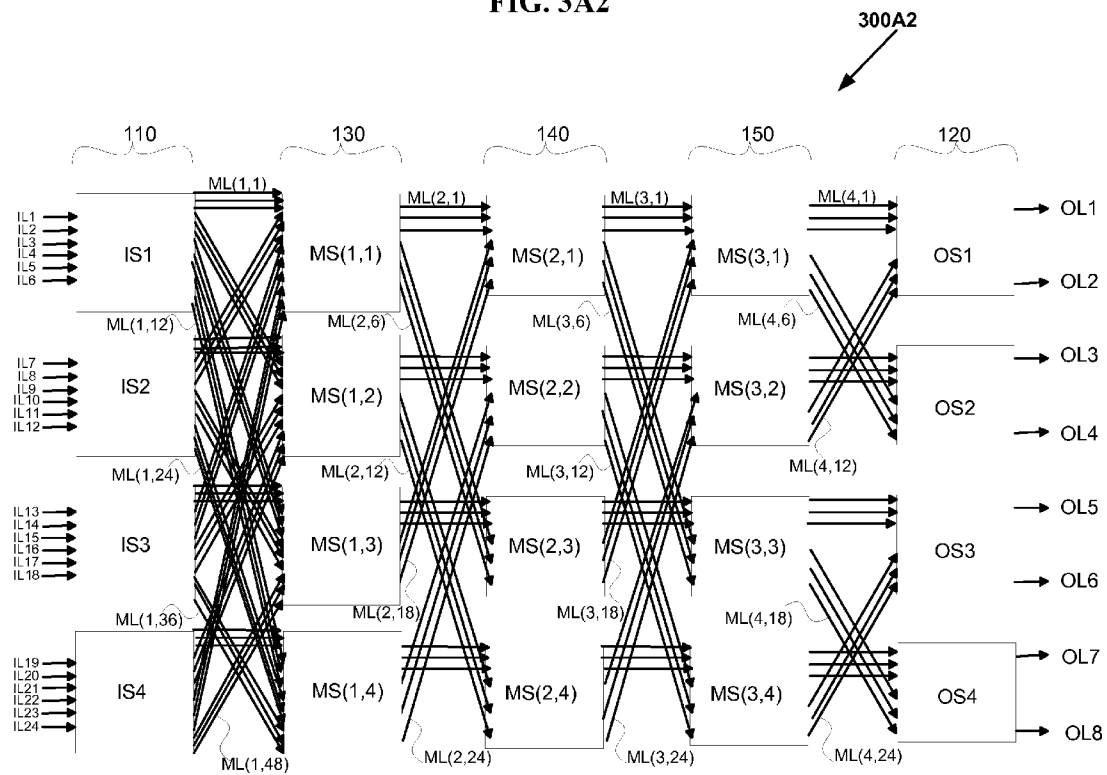 FIG. 3A2
300A2
110 130 140 150 120
ML(1,1) ML(2,1) ML(3,1) ML(4,1)
IL1
IL2
IL3
IL4
IL5
IL6
IS1 MS(1,1) MS(2,1) MS(3,1) OS1
OL1
OL2
ML(1,12) ML(2,6) ML(3,6) ML(4,6)
IL7
IL8
IL9
IL10
IL11
IL12
IS2 MS(1,2) MS(2,2) MS(3,2) OS2
OL3
OL4
ML(1,24) ML(2,12) ML(3,12) ML(4,12)
IL13
IL14
IL15
IL16
IL17
IL18
IS3 MS(1,3) MS(2,3) MS(3,3) OS3
OL5
OL6
ML(1,36) ML(2,18) ML(3,18) ML(4,18)
IL19
IL20
IL21
IL22
IL23
IL24
IS4 MS(1,4) MS(2,4) MS(3,4) OS4
OL7
OL8
ML(1,48) ML(2,24) ML(3,24) ML(4,24)